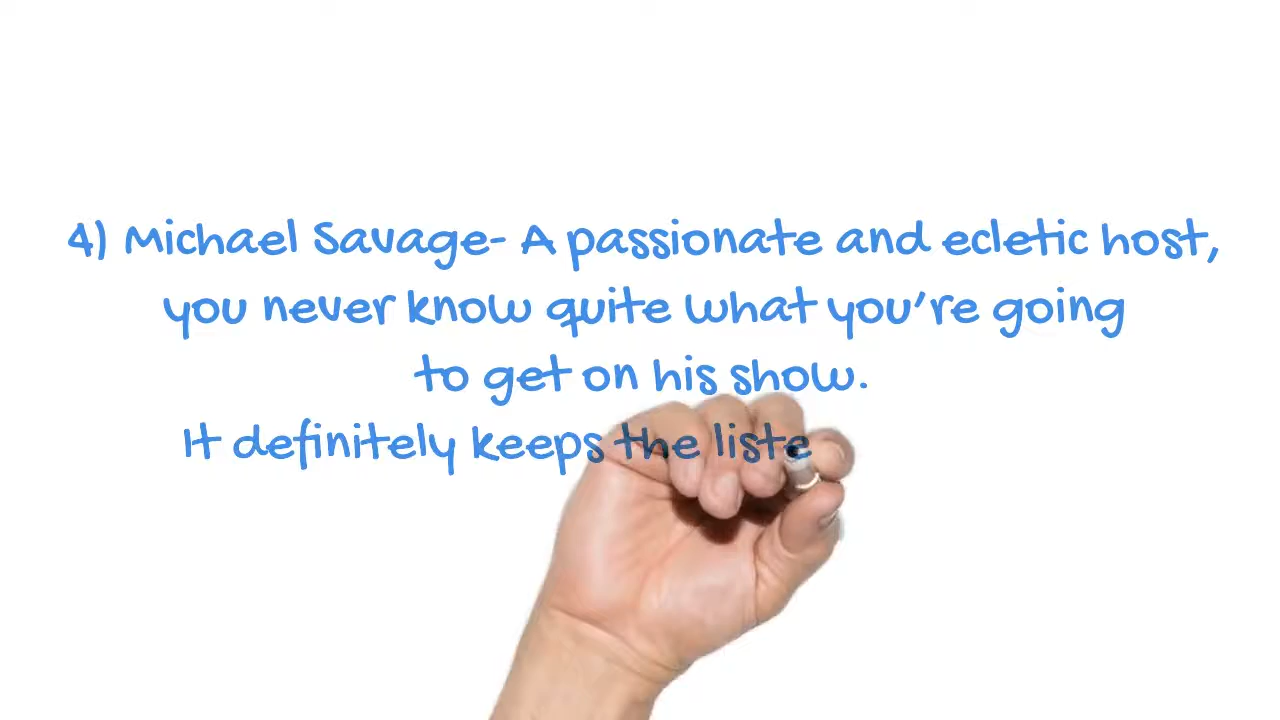 4) Michael Savage- A passionate and ecletic host,
you never know quite what you're going
to get on his show.
It definitely keeps the liste